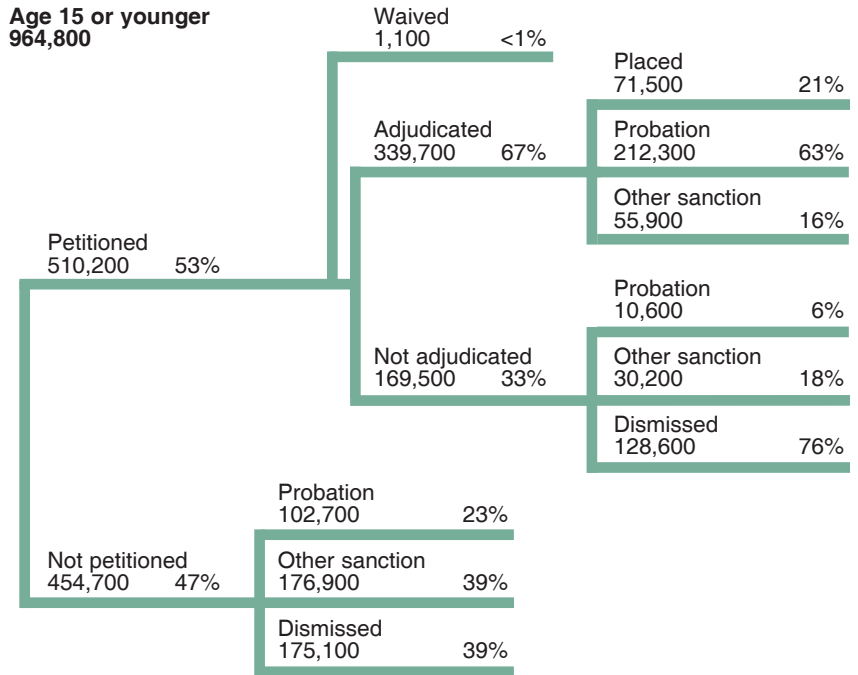 Age 15 or younger
964,800
Waived
1,100 <1%
Placed
71,500 21%
Adjudicated
339,700 67%
Probation
212,300 63%
Other sanction
55,900 16%
Petitioned
510,200 53%
Probation
10,600 6%
Not adjudicated
169,500 33%
Other sanction
30,200 18%
Dismissed
128,600 76%
Probation
102,700 23%
Not petitioned
454,700 47%
Other sanction
176,900 39%
Dismissed
175,100 39%